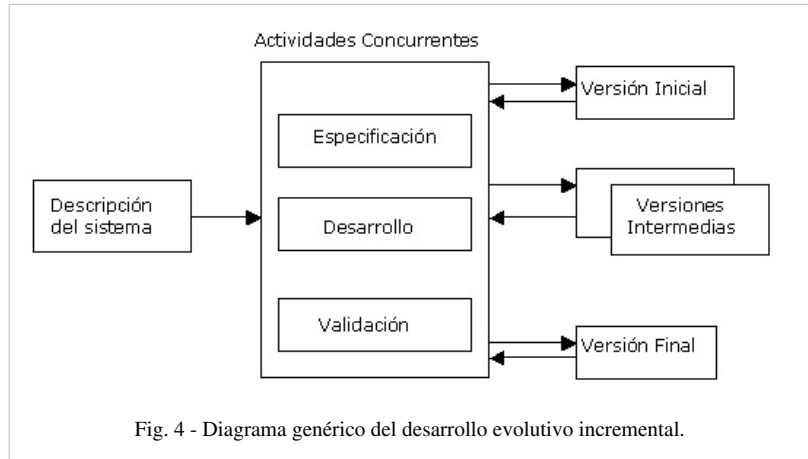 Actividades Concurrentes
Especificación
Desarrollo
Validación
Descripción
del sistema
Versión Inicial
Versiones
Intermedias
Versión Final
Fig. 4 - Diagrama genérico del desarrollo evolutivo incremental.